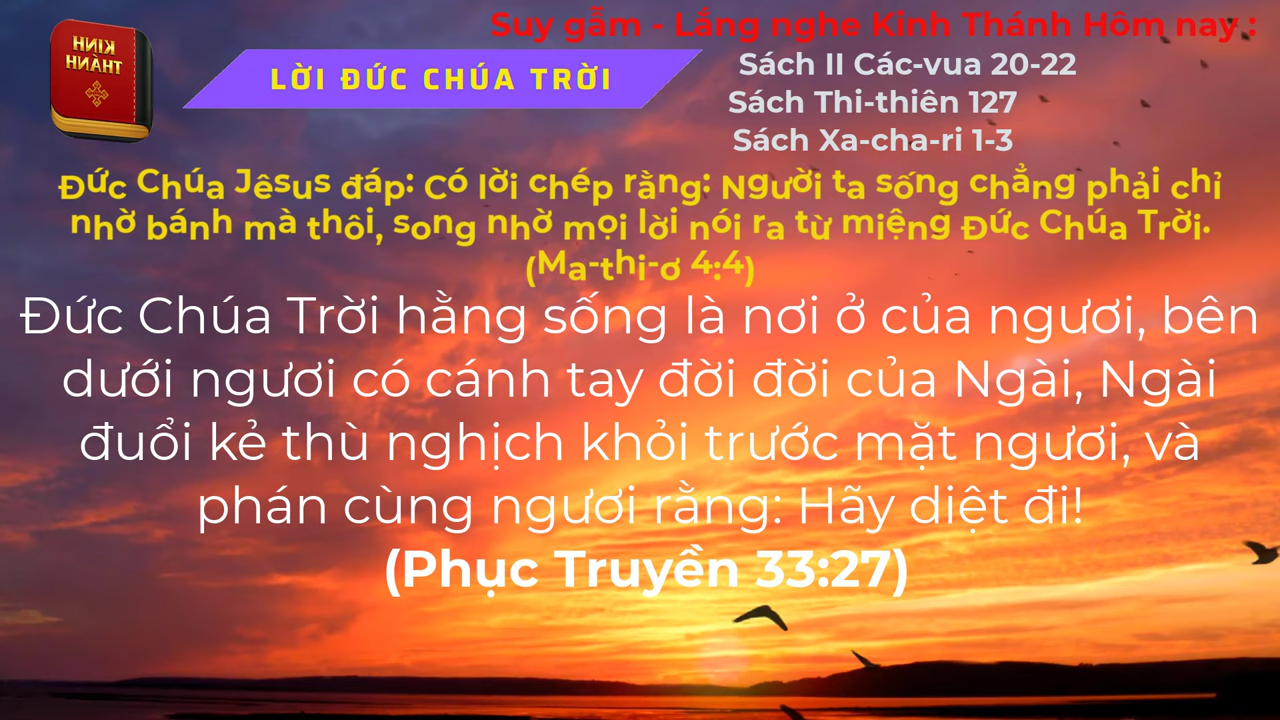 Suy gẫm - Lắng nghe Kinh Thánh Hôm nay :
KINH
THÁNH
LỜI ĐỨC CHÚA TRỜI
Sách II Các-vua 20-22
Sách Thi-thiên 127
Sách Xa-cha-ri 1-3
Đức Chúa Jêsus đáp: Có lời chép rằng: Người ta sống chẳng phải chỉ
nhờ bánh mà thôi, song nhờ mọi lời nói ra từ miệng Đức Chúa Trời.
(Ma-thi-ơ 4:4)
Đức Chúa Trời hằng sống là nơi ở của ngươi, bên
dưới ngươi có cánh tay đời đời của Ngài, Ngài
đuổi kẻ thù nghịch khỏi trước mặt ngươi, và
phán cùng ngươi rằng: Hãy diệt đi!
(Phục Truyền 33:27)